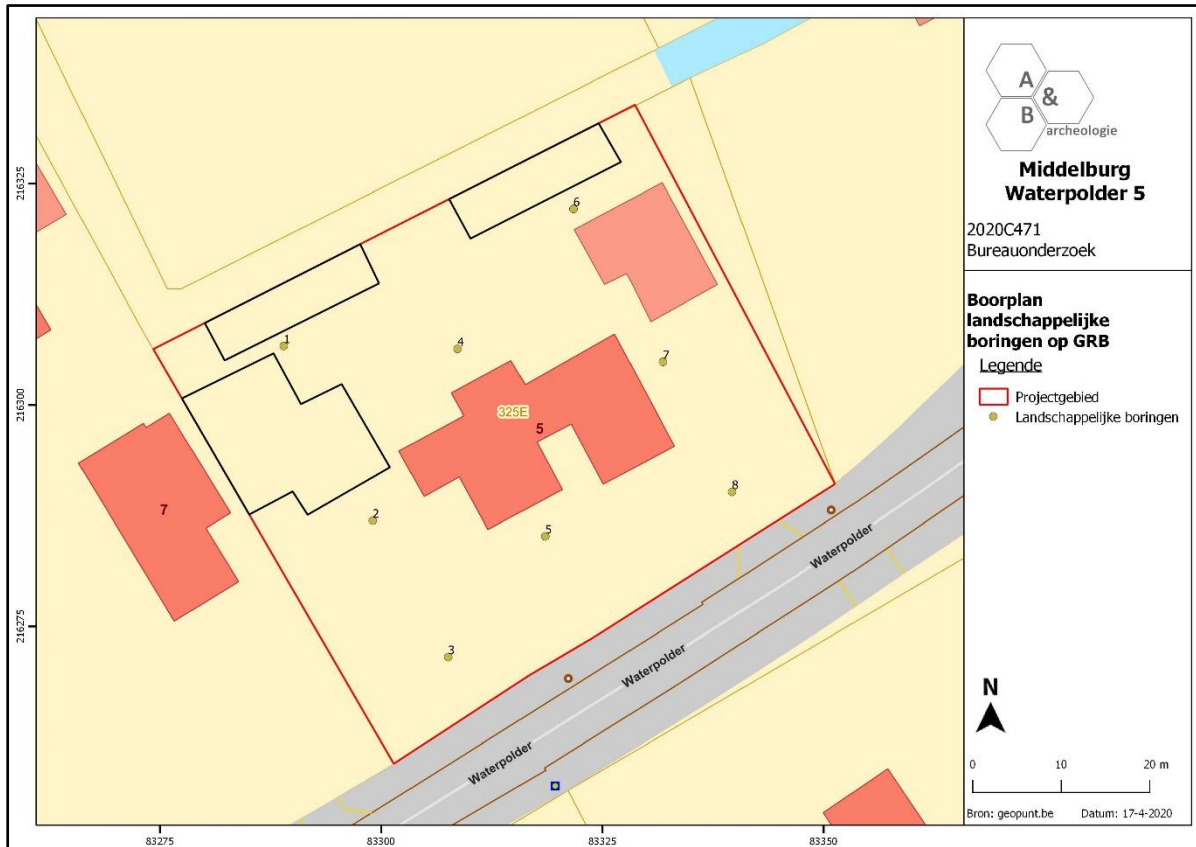 216325
216300
216275
83275
83300
83325
83350
1
2
3
4
5
6
7
8
325E
5
7
Waterpolder
Waterpolder
Waterpolder
A
&
B
archeologie
Middelburg
Waterpolder 5
2020C471
Bureauonderzoek
Boorplan
landschappelijke
boringen op GRB
Legende
Projectgebied
Landschappelijke boringen
N
0 10 20 m
Bron: geopunt.be Datum: 17-4-2020